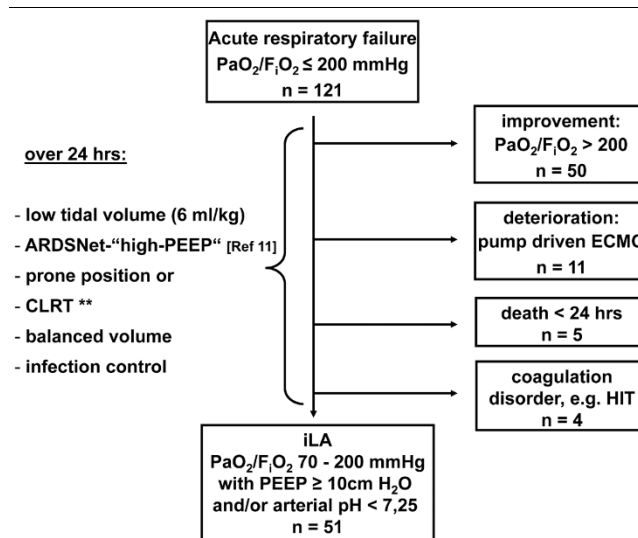 Acute respiratory failure
PaO₂/FᵢO₂ ≤ 200 mmHg
n = 121
over 24 hrs:
- low tidal volume (6 ml/kg)
- ARDSNet-“high-PEEP“ [Ref 11]
- prone position or
- CLRT **
- balanced volume
- infection control
improvement:
PaO₂/FᵢO₂ > 200
n = 50
deterioration:
pump driven ECMO
n = 11
death < 24 hrs
n = 5
coagulation
disorder, e.g. HIT
n = 4
iLA
PaO₂/FᵢO₂ 70 - 200 mmHg
with PEEP ≥ 10cm H₂O
and/or arterial pH < 7,25
n = 51